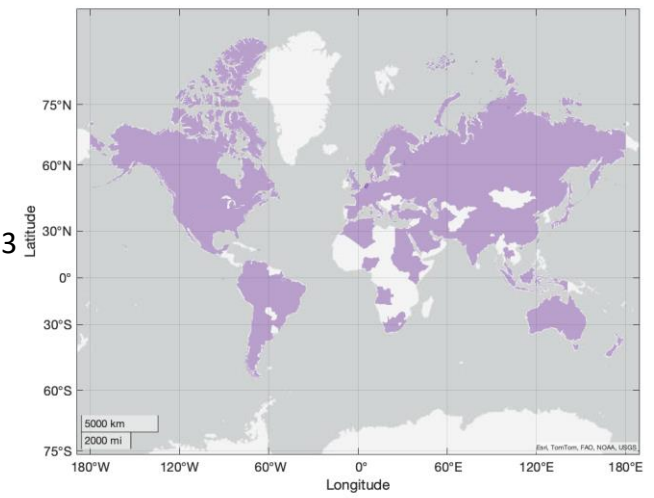 75°N
60°N
30°N
3
Latitude
0°
30°S
60°S
5000 km
2000 mi
Esri, TomTom, FAO, NOAA, USGS
75°S
180°W
120°W
60°W
0°
60°E
120°E
180°E
Longitude